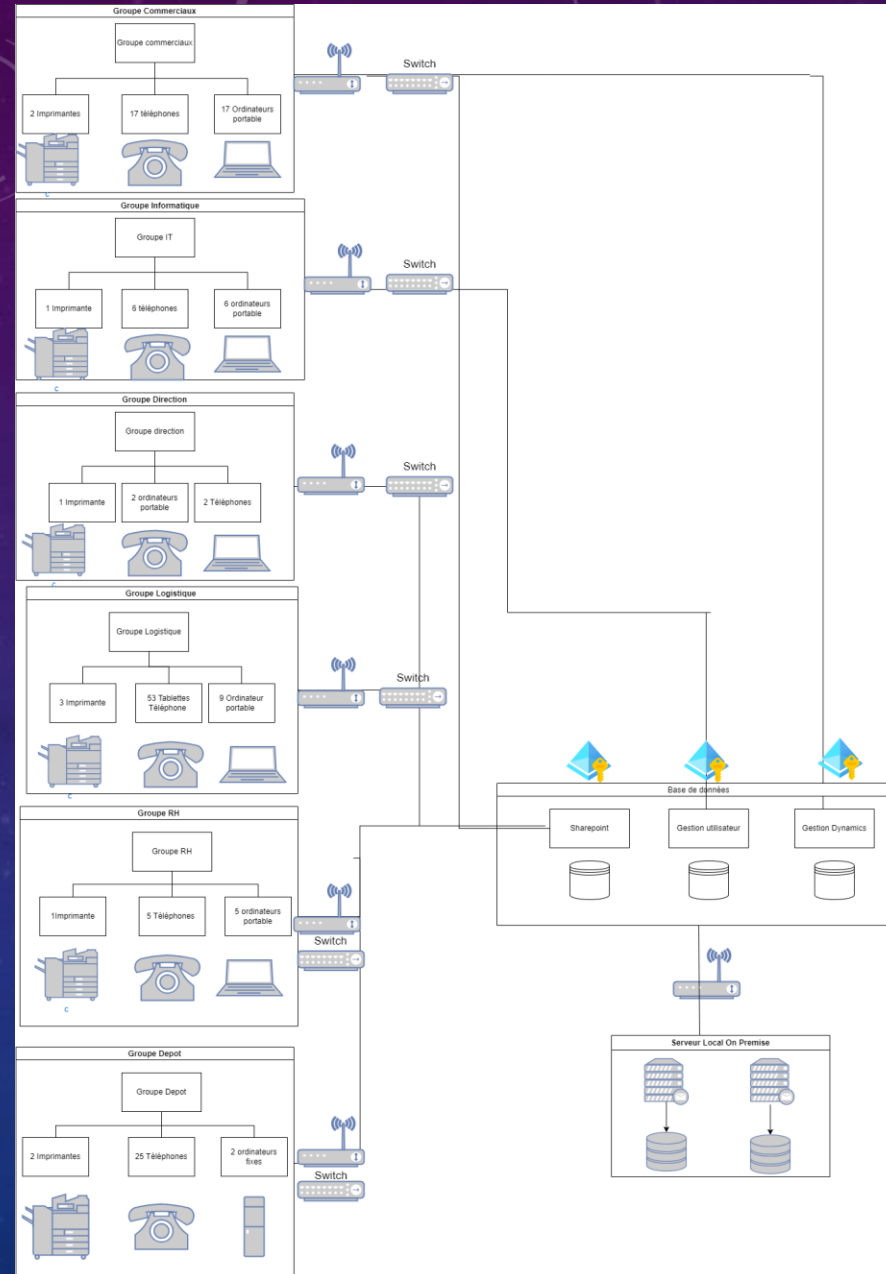 Groupe Commerciaux
Groupe commerciaux
Switch
2 Imprimantes
17 téléphones
17 Ordinateurs
portable
c
Groupe Informatique
Groupe IT
Switch
1 Imprimante
6 téléphones
6 ordinateurs
portable
c
Groupe Direction
Groupe direction
Switch
1 Imprimante
2 ordinateurs
portable
2 Téléphones
c
Groupe Logistique
Groupe Logistique
Switch
3 Imprimante
53 Tablettes
Téléphone
9 Ordinateur
portable
c
Base de données
Sharepoint
Gestion utilisateur
Gestion Dynamics
Groupe RH
Groupe RH
1Imprimante
5 Téléphones
5 ordinateurs
portable
Switch
c
Serveur Local On Premise
Groupe Depot
Groupe Depot
2 Imprimantes
25 Téléphones
2 ordinateurs
fixes
Switch